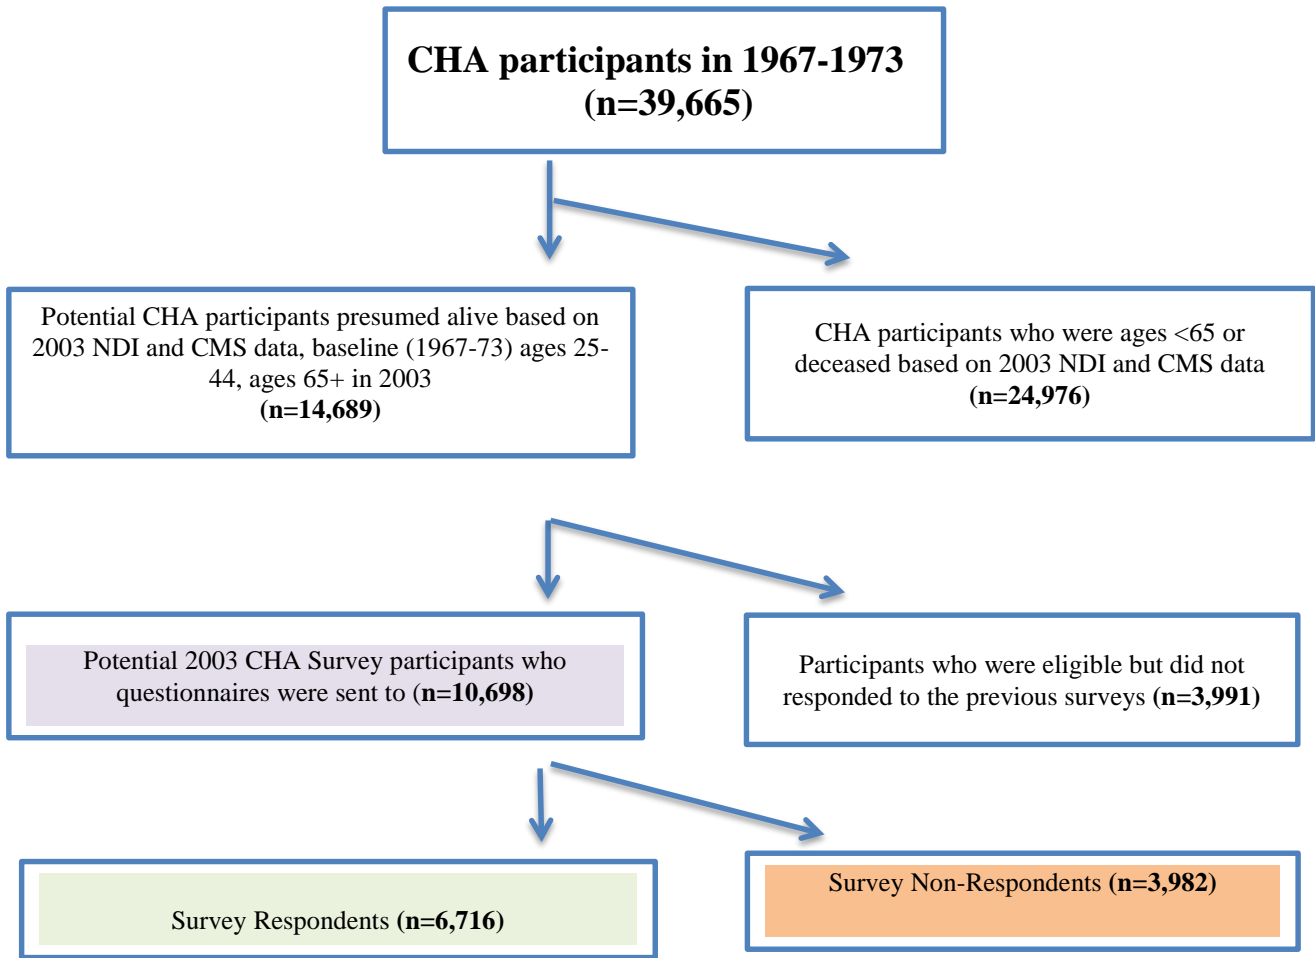 CHA participants in 1967-1973
(n=39,665)
Potential CHA participants presumed alive based on
2003 NDI and CMS data, baseline (1967-73) ages 25-
44, ages 65+ in 2003
(n=14,689)
CHA participants who were ages <65 or
deceased based on 2003 NDI and CMS data
(n=24,976)
Potential 2003 CHA Survey participants who
questionnaires were sent to (n=10,698)
Participants who were eligible but did not
responded to the previous surveys (n=3,991)
Survey Respondents (n=6,716)
Survey Non-Respondents (n=3,982)